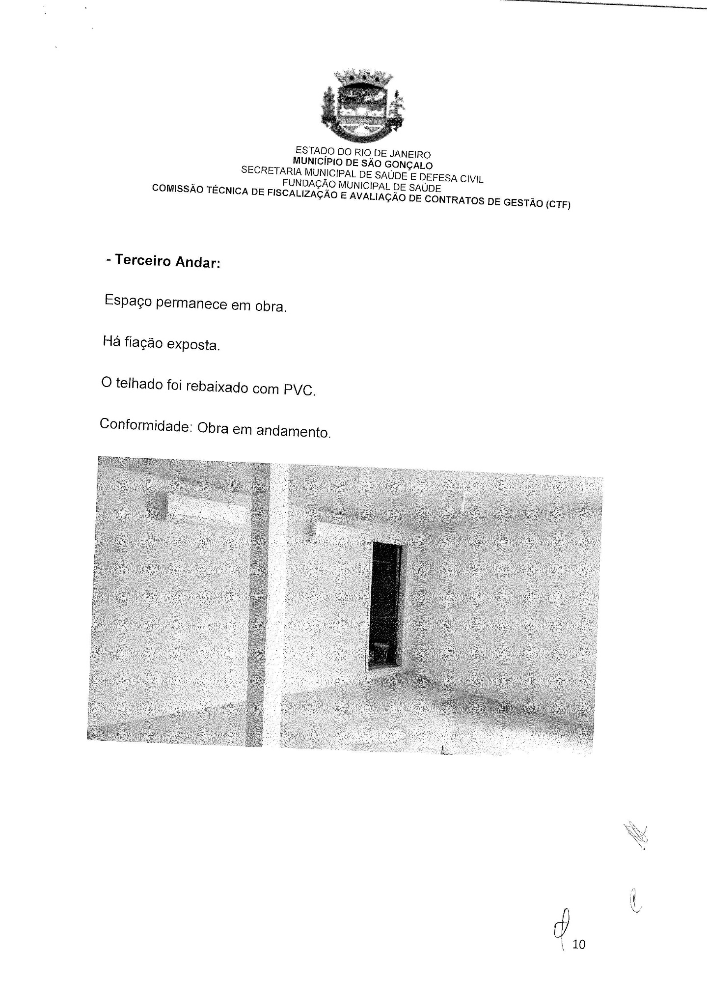 ESTADO DO RIO DE JANEIRO
MUNICÍPIO DE SÃO GONÇALO
SECRETARIA MUNICIPAL DE SAÚDE E DEFESA CIVIL
FUNDAÇÃO MUNICIPAL DE SAÚDE
COMISSÃO TÉCNICA DE FISCALIZAÇÃO E AVALIAÇÃO DE CONTRATOS DE GESTÃO (CTF)
- Terceiro Andar:
Espaço permanece em obra.
Há fiação exposta.
O telhado foi rebaixado com PVC.
Conformidade: Obra em andamento.
10